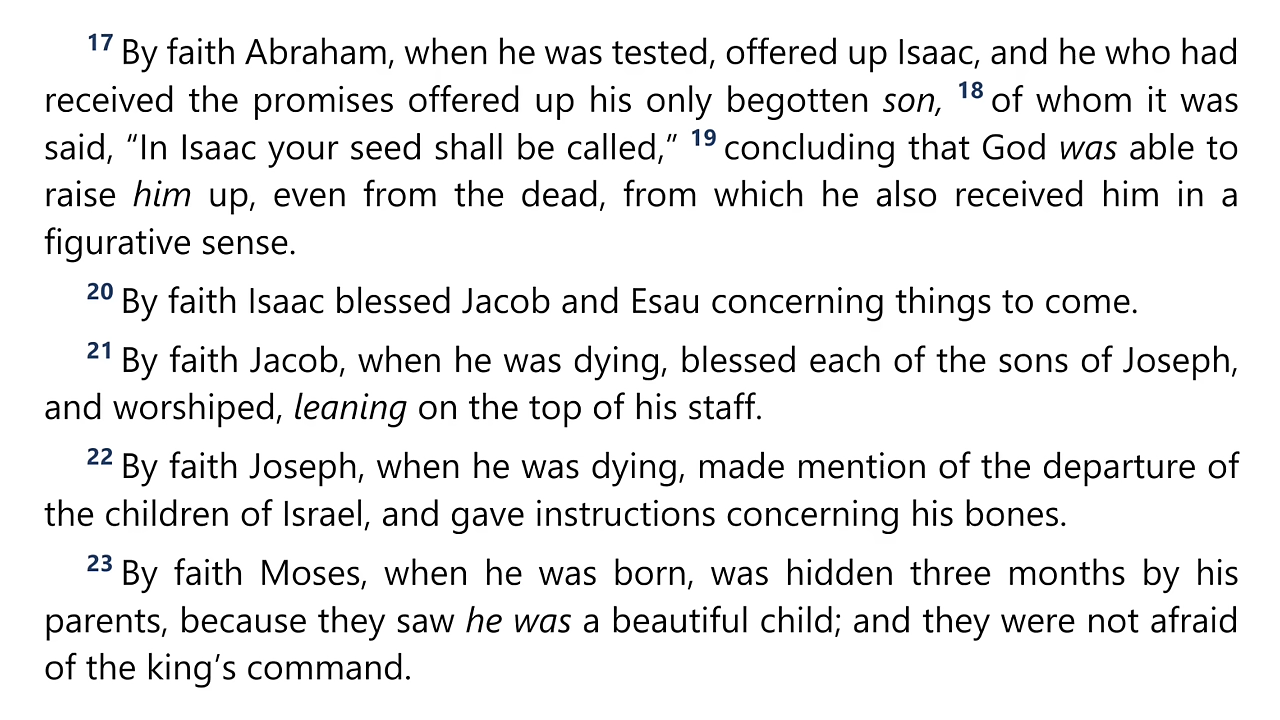 17 By faith Abraham, when he was tested, offered up Isaac, and he who had
received the promises offered up his only begotten son, 18 of whom it was
said, “In Isaac your seed shall be called,” 19 concluding that God was able to
raise him up, even from the dead, from which he also received him in a
figurative sense.
20 By faith Isaac blessed Jacob and Esau concerning things to come.
21 By faith Jacob, when he was dying, blessed each of the sons of Joseph,
and worshiped, leaning on the top of his staff.
22 By faith Joseph, when he was dying, made mention of the departure of
the children of Israel, and gave instructions concerning his bones.
23 By faith Moses, when he was born, was hidden three months by his
parents, because they saw he was a beautiful child; and they were not afraid
of the king’s command.